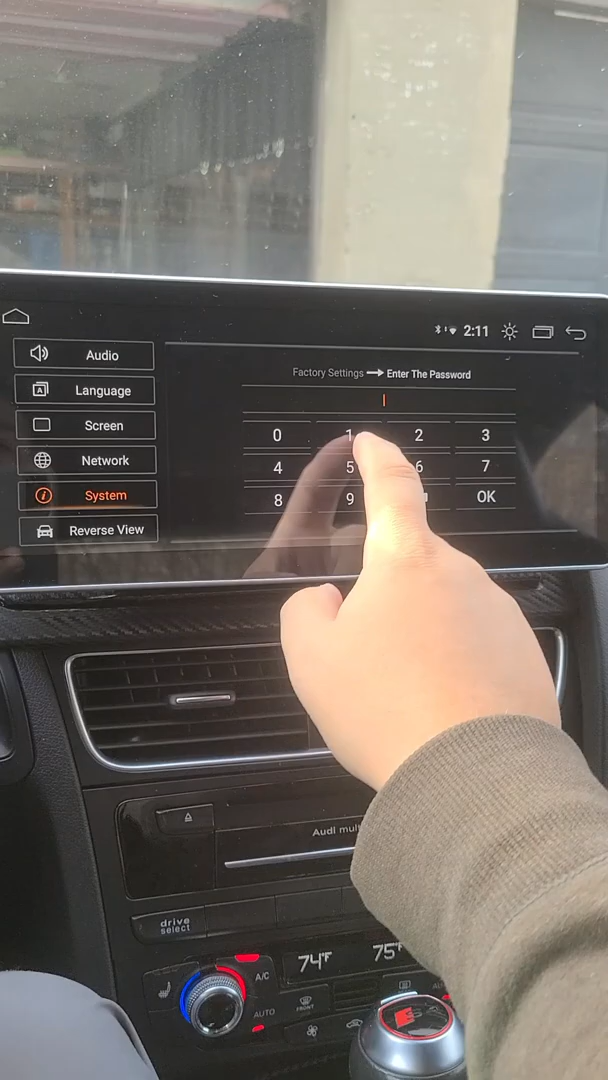 2:11
Audio
Factory Settings → Enter The Password
Language
Screen
0 1 2 3
Network
4 5 6 7
System
8 9 OK
Reverse View
Audi
drive
select
74°F 75°F
A/C
AUTO
FRONT